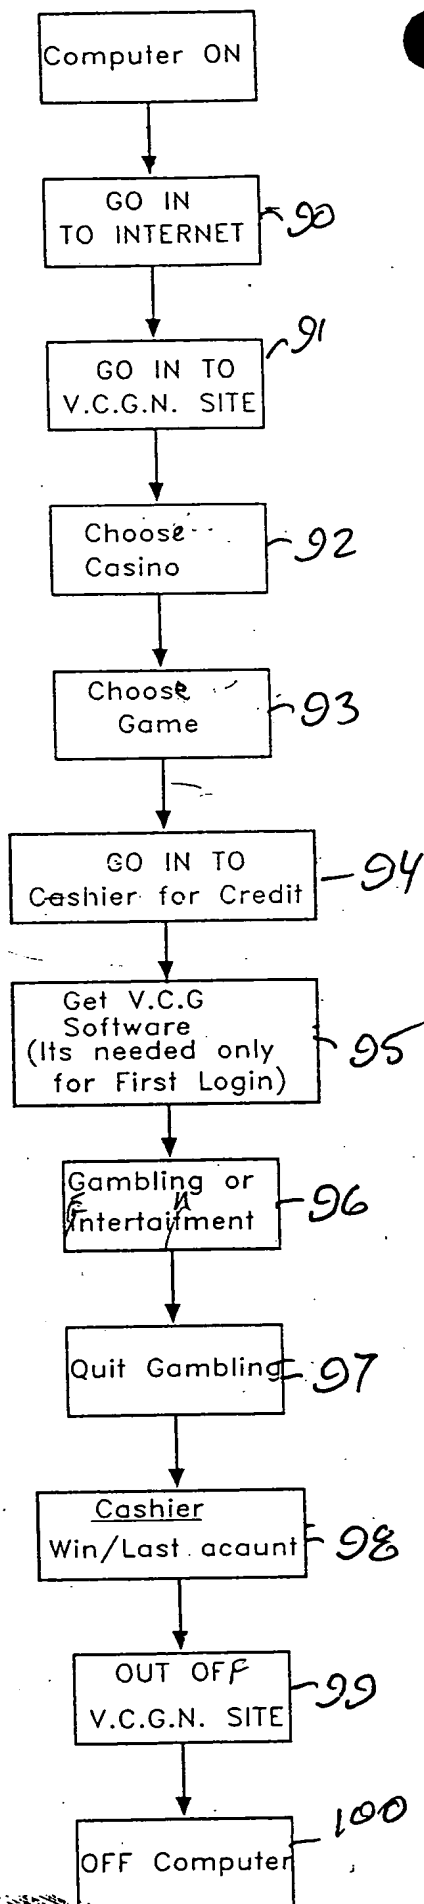 Computer ON
GO IN
TO INTERNET
90
GO IN TO
V.C.G.N. SITE
91
Choose
Casino
92
Choose
Game
93
GO IN TO
Cashier for Credit
94
Get V.C.G
Software
(Its needed only
for First Login)
95
Gambling or
Entertainment
96
Quit Gambling
97
Cashier
Win/Last acaunt
98
OUT OFF
V.C.G.N. SITE
99
OFF Computer
100